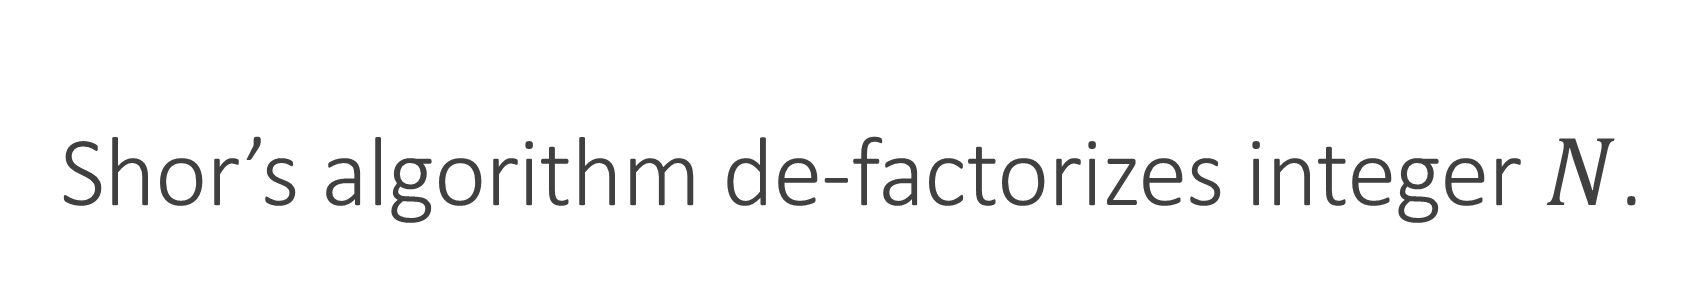 Shor’s algorithm de-factorizes integer N.